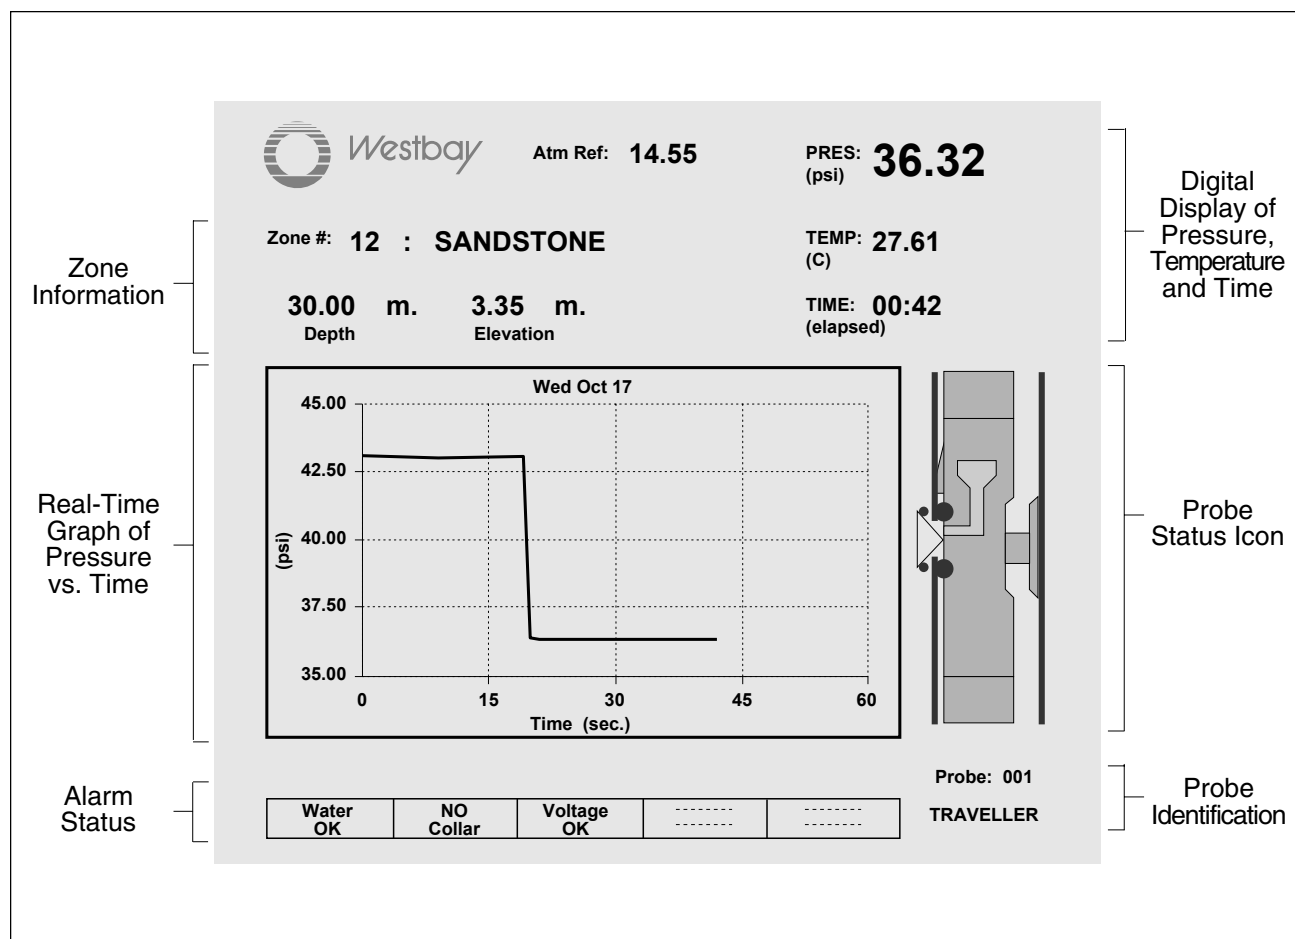 Westbay
Atm Ref: 14.55
PRES: 36.32
(psi)
Zone #: 12 : SANDSTONE
TEMP: 27.61
(C)
30.00 m. 3.35 m.
Depth Elevation
TIME: 00:42
(elapsed)
Zone
Information
Digital
Display of
Pressure,
Temperature
and Time
Wed Oct 17
45.00
42.50
40.00
37.50
35.00
(psi)
0 15 30 45 60
Time (sec.)
Real-Time
Graph of
Pressure
vs. Time
Probe
Status Icon
Alarm
Status
Water
OK
NO
Collar
Voltage
OK
Probe: 001
TRAVELLER
Probe
Identification